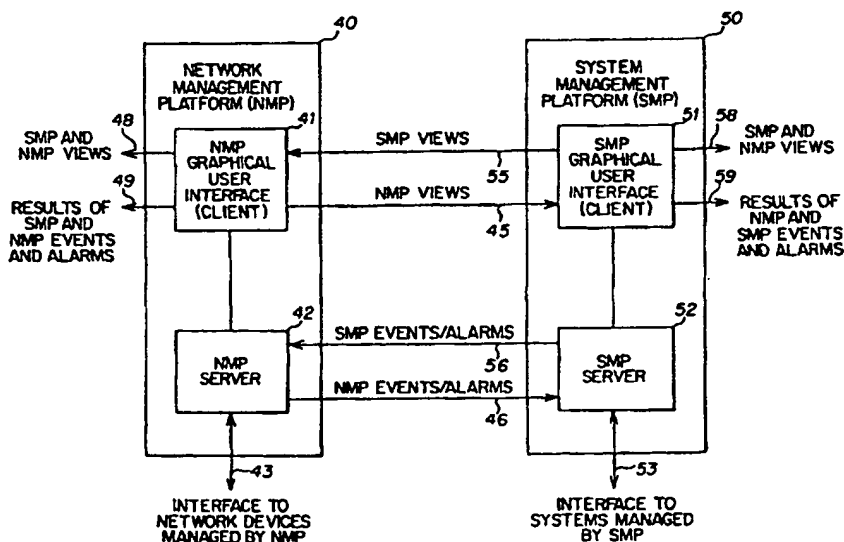 40
50
NETWORK
MANAGEMENT
PLATFORM (NMP)
SYSTEM
MANAGEMENT
PLATFORM (SMP)
48
SMP AND
NMP VIEWS
49
RESULTS OF
SMP AND
NMP EVENTS
AND ALARMS
41
NMP
GRAPHICAL
USER
INTERFACE
(CLIENT)
SMP VIEWS
55
NMP VIEWS
45
51
SMP
GRAPHICAL
USER
INTERFACE
(CLIENT)
58
SMP AND
NMP VIEWS
59
RESULTS OF
NMP AND
SMP EVENTS
AND ALARMS
42
NMP
SERVER
SMP EVENTS/ALARMS
56
NMP EVENTS/ALARMS
46
52
SMP
SERVER
43
INTERFACE TO
NETWORK DEVICES
MANAGED BY NMP
53
INTERFACE TO
SYSTEMS MANAGED
BY SMP